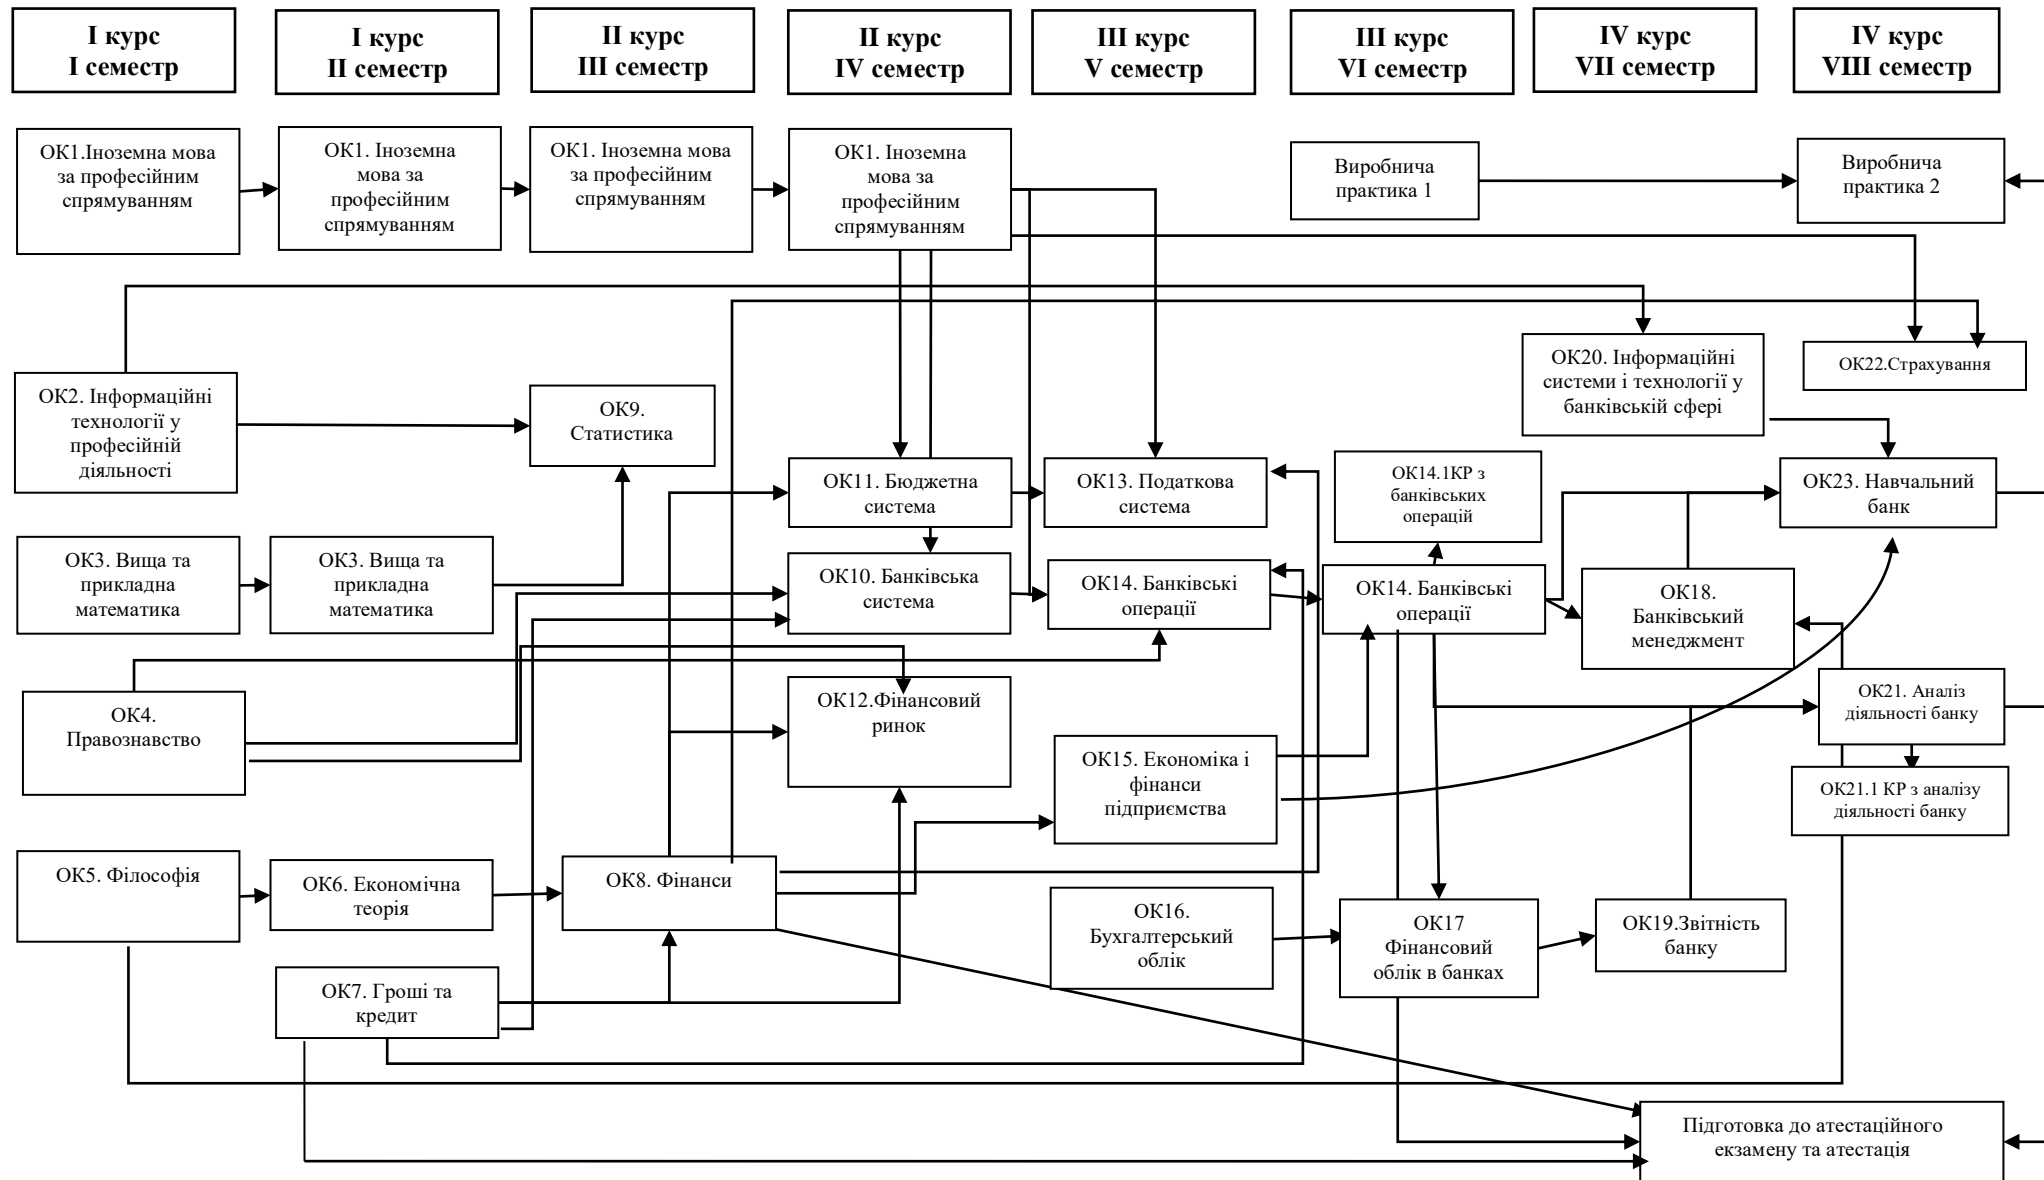 І курс
І семестр
І курс
ІІ семестр
ІІ курс
ІІІ семестр
ІІ курс
IV семестр
ІІІ курс
V семестр
ІІІ курс
VI семестр
IV курс
VII семестр
IV курс
VIII семестр
ОК1.Іноземна мова
за професійним
спрямуванням
ОК1. Іноземна
мова за
професійним
спрямуванням
ОК1. Іноземна мова
за професійним
спрямуванням
ОК1. Іноземна
мова за
професійним
спрямуванням
Виробнича
практика 1
Виробнича
практика 2
ОК2. Інформаційні
технології у
професійній
діяльності
ОК9.
Статистика
ОК20. Інформаційні
системи і технології у
банківській сфері
ОК22.Страхування
ОК11. Бюджетна
система
ОК13. Податкова
система
ОК14.1КР з
банківських
операцій
ОК23. Навчальний
банк
ОК3. Вища та
прикладна
математика
ОК3. Вища та
прикладна
математика
ОК10. Банківська
система
ОК14. Банківські
операції
ОК14. Банківські
операції
ОК18.
Банківський
менеджмент
ОК4.
Правознавство
ОК12.Фінансовий
ринок
ОК15. Економіка і
фінанси
підприємства
ОК21. Аналіз
діяльності банку
ОК21.1 КР з аналізу
діяльності банку
ОК5. Філософія
ОК6. Економічна
теорія
ОК8. Фінанси
ОК16.
Бухгалтерський
облік
ОК17
Фінансовий
облік в банках
ОК19.Звітність
банку
ОК7. Гроші та
кредит
Підготовка до атестаційного
екзамену та атестація